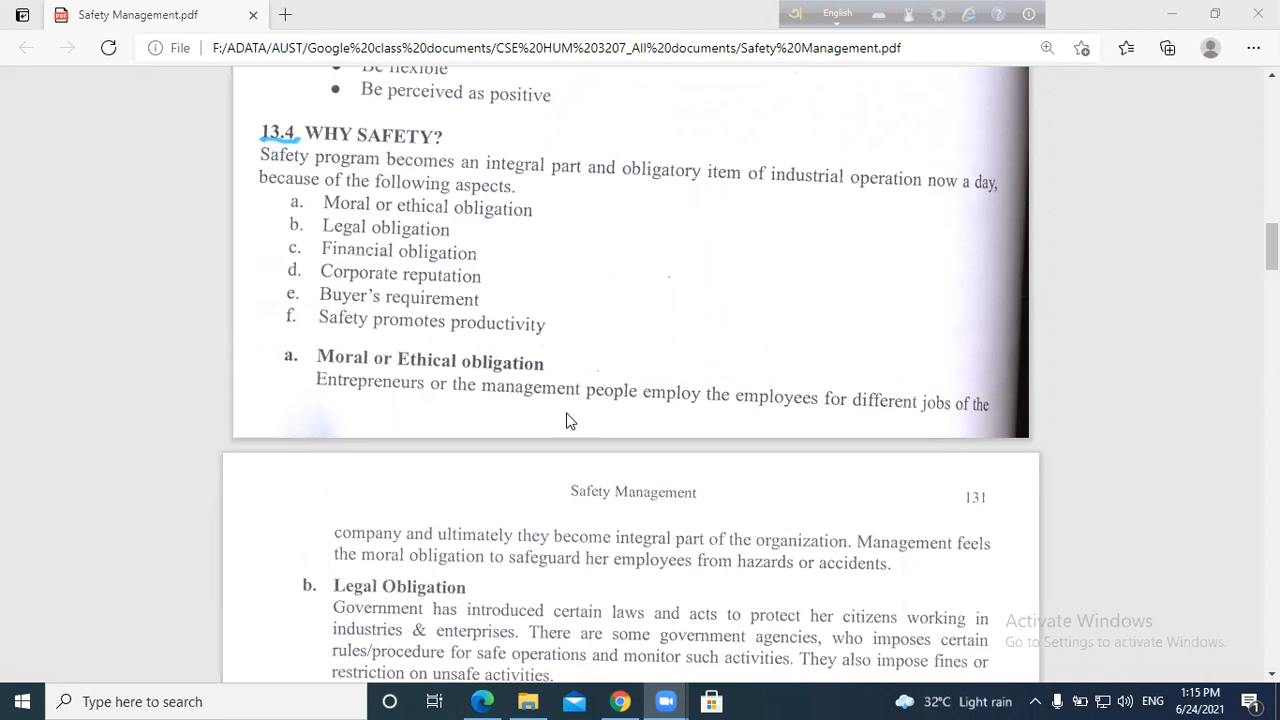 Safety Management.pdf
English
File
F:/ADATA/AUST/Google%20class%20documents/CSE%20HUM%203207_All%20documents/Safety%20Management.pdf
• Be flexible
• Be perceived as positive
13.4 WHY SAFETY?
Safety program becomes an integral part and obligatory item of industrial operation now a day,
because of the following aspects.
a. Moral or ethical obligation
b. Legal obligation
c. Financial obligation
d. Corporate reputation
e. Buyer's requirement
f. Safety promotes productivity
a. Moral or Ethical obligation
Entrepreneurs or the management people employ the employees for different jobs of the
Safety Management 131
company and ultimately they become integral part of the organization. Management feels
the moral obligation to safeguard her employees from hazards or accidents.
b. Legal Obligation
Government has introduced certain laws and acts to protect her citizens working in
industries & enterprises. There are some government agencies, who imposes certain
rules/procedure for safe operations and monitor such activities. They also impose fines or
restriction on unsafe activities.
Activate Windows
Go to Settings to activate Windows.
Type here to search
32°C Light rain
ENG
1:15 PM
6/24/2021
1